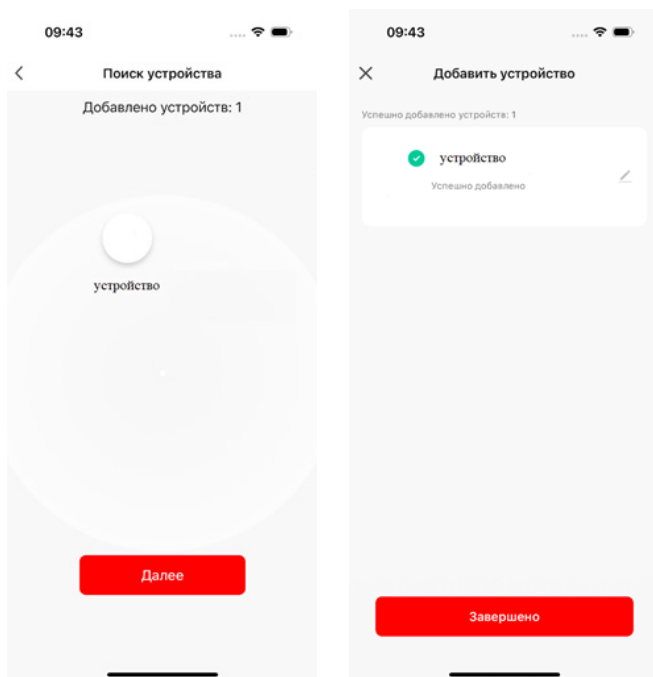 09:43
Поиск устройства
Добавлено устройств: 1
устройство
Далее
09:43
Добавить устройство
Успешно добавлено устройств: 1
устройство
Успешно добавлено
Завершено